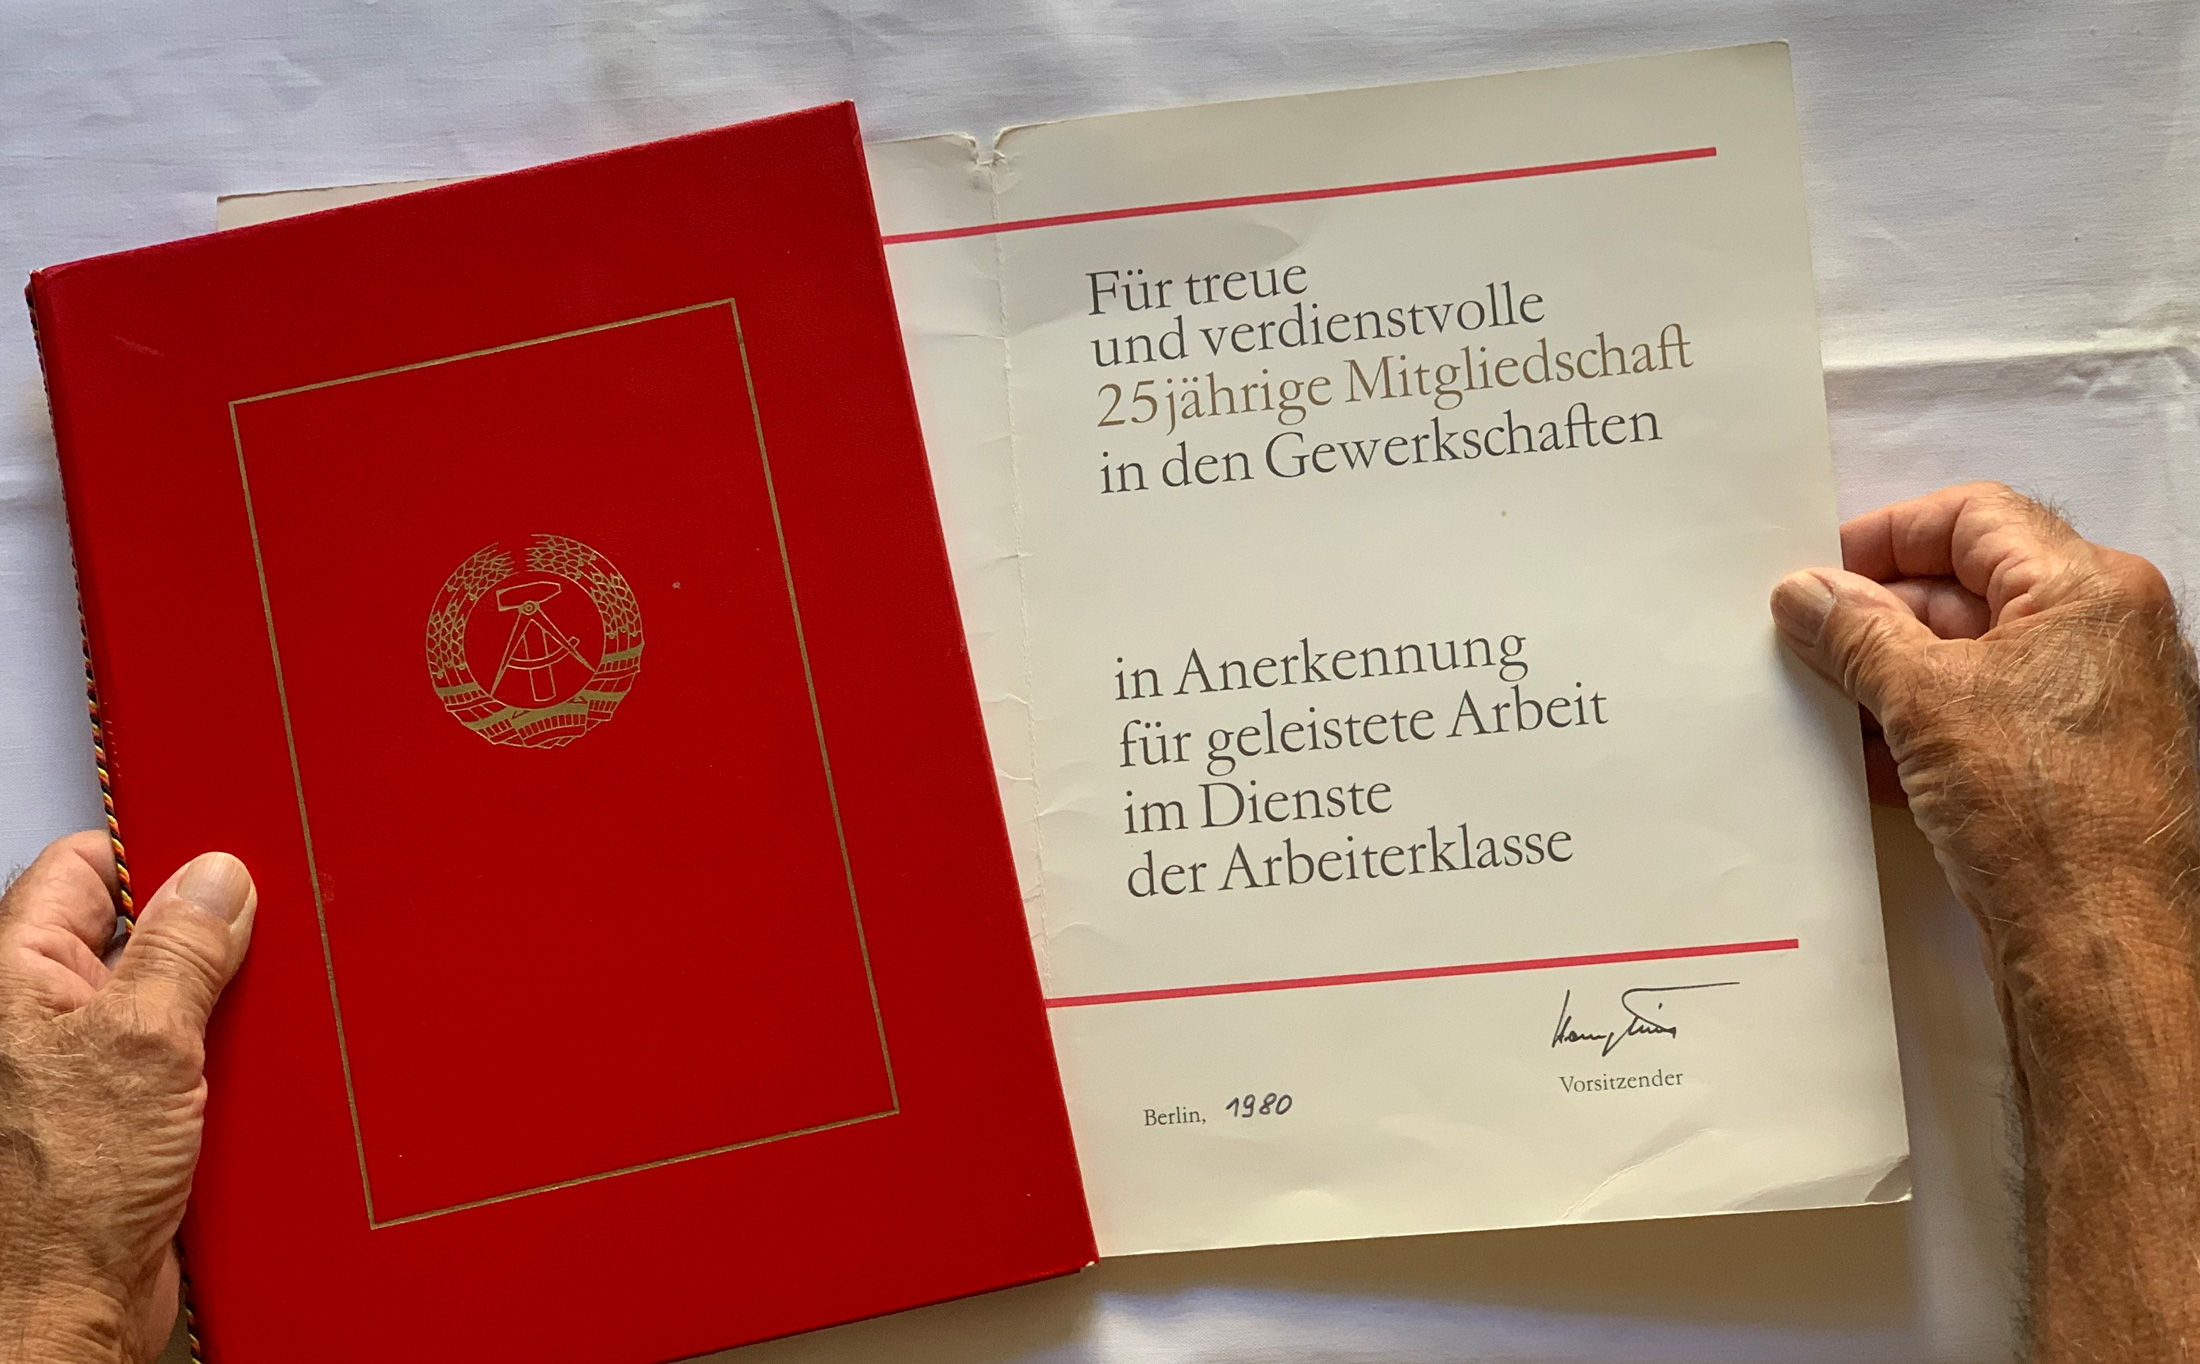 Für treue
und verdienstvolle
25jährige Mitgliedschaft
in den Gewerkschaften
in Anerkennung
für geleistete Arbeit
im Dienste
der Arbeiterklasse
Vorsitzender
Berlin, 1980